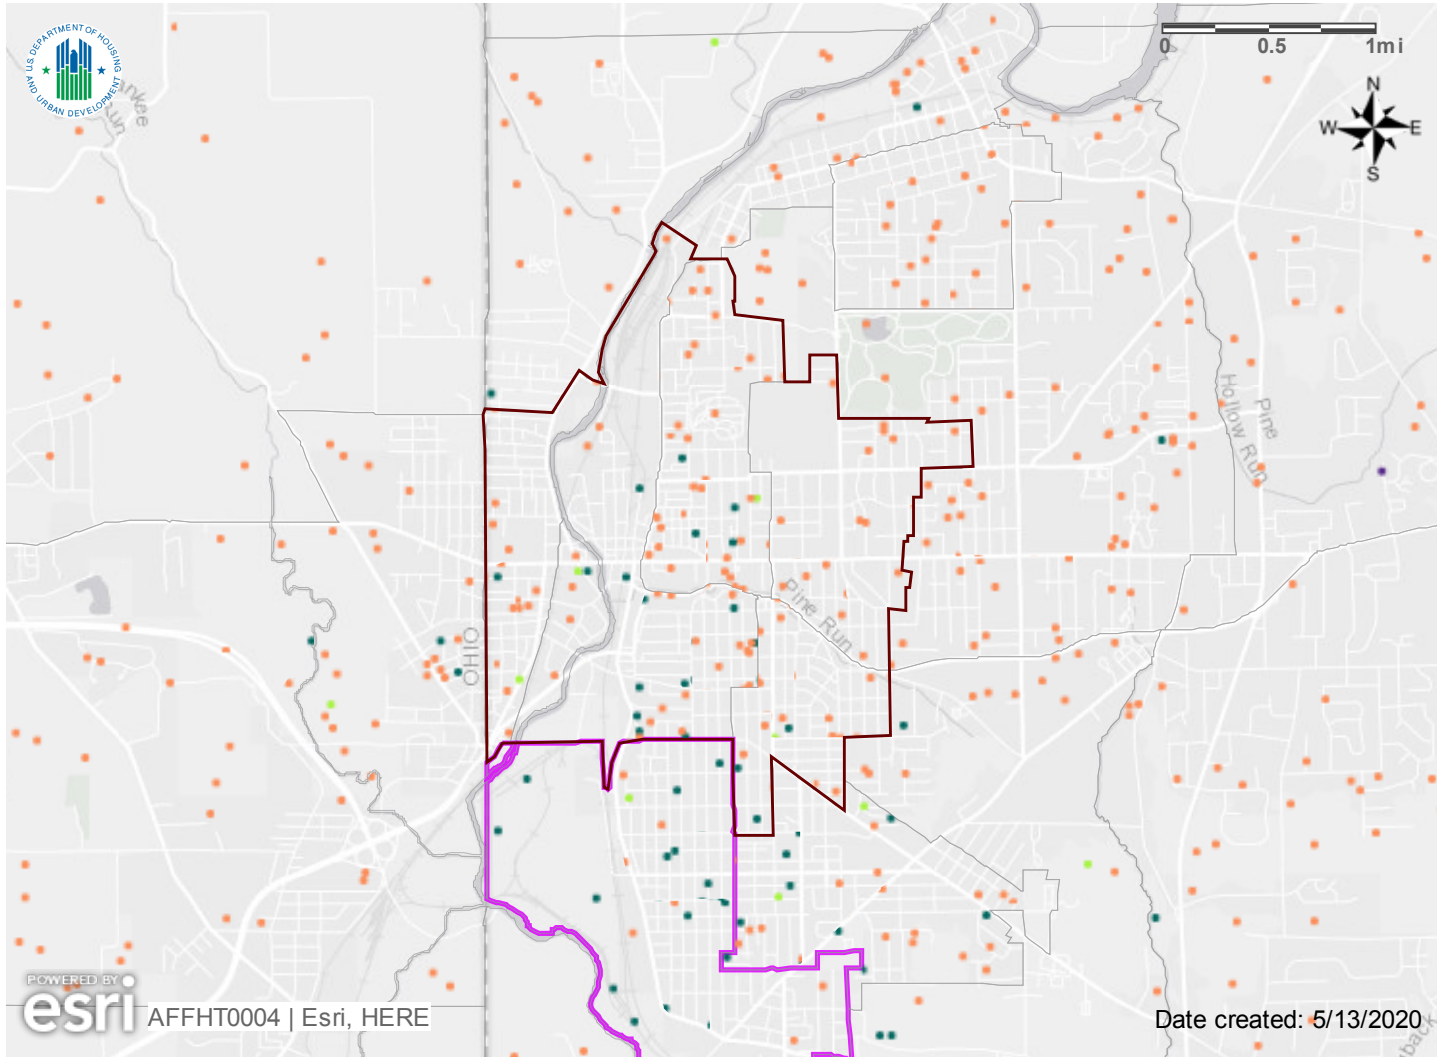 U.S. DEPARTMENT OF HOUSING
AND URBAN DEVELOPMENT
0 0.5 1mi
N
W E
S
Run
Pine
Hollow Run
Pine Run
OHIO
POWERED BY
esri
AFFHT0004 | Esri, HERE
Date created: 5/13/2020